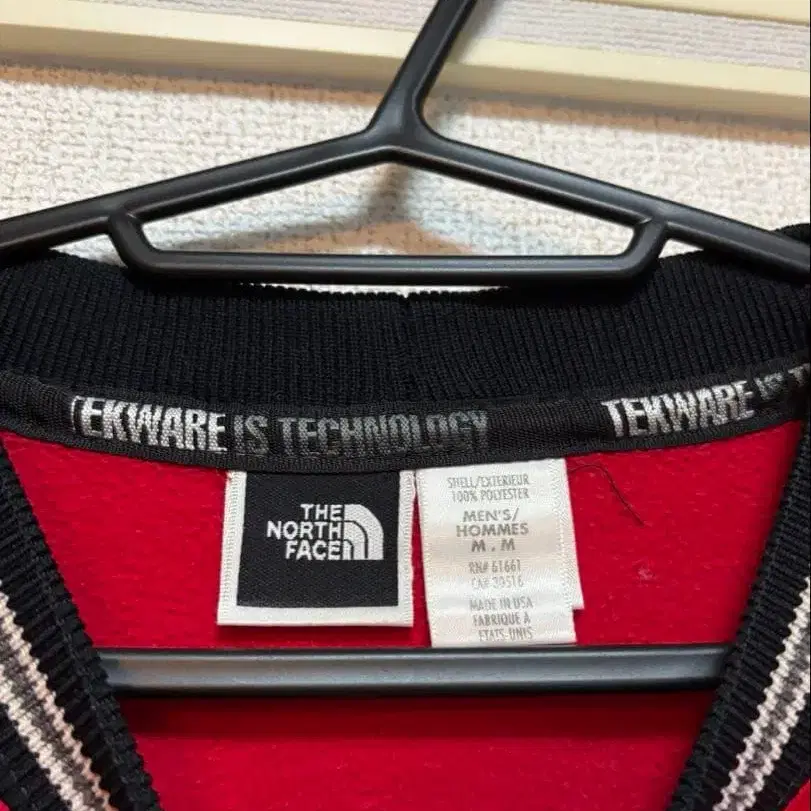 TEKWARE IS TECHNOLOGY
TEKWARE IS
THE
NORTH
FACE
SHELL/EXTERIEUR
100% POLYESTER
MEN'S/
HOMMES
M . M
RN# 61661
CA# 30516
MADE IN USA
FABRIQUE À
ETATS-UNIS